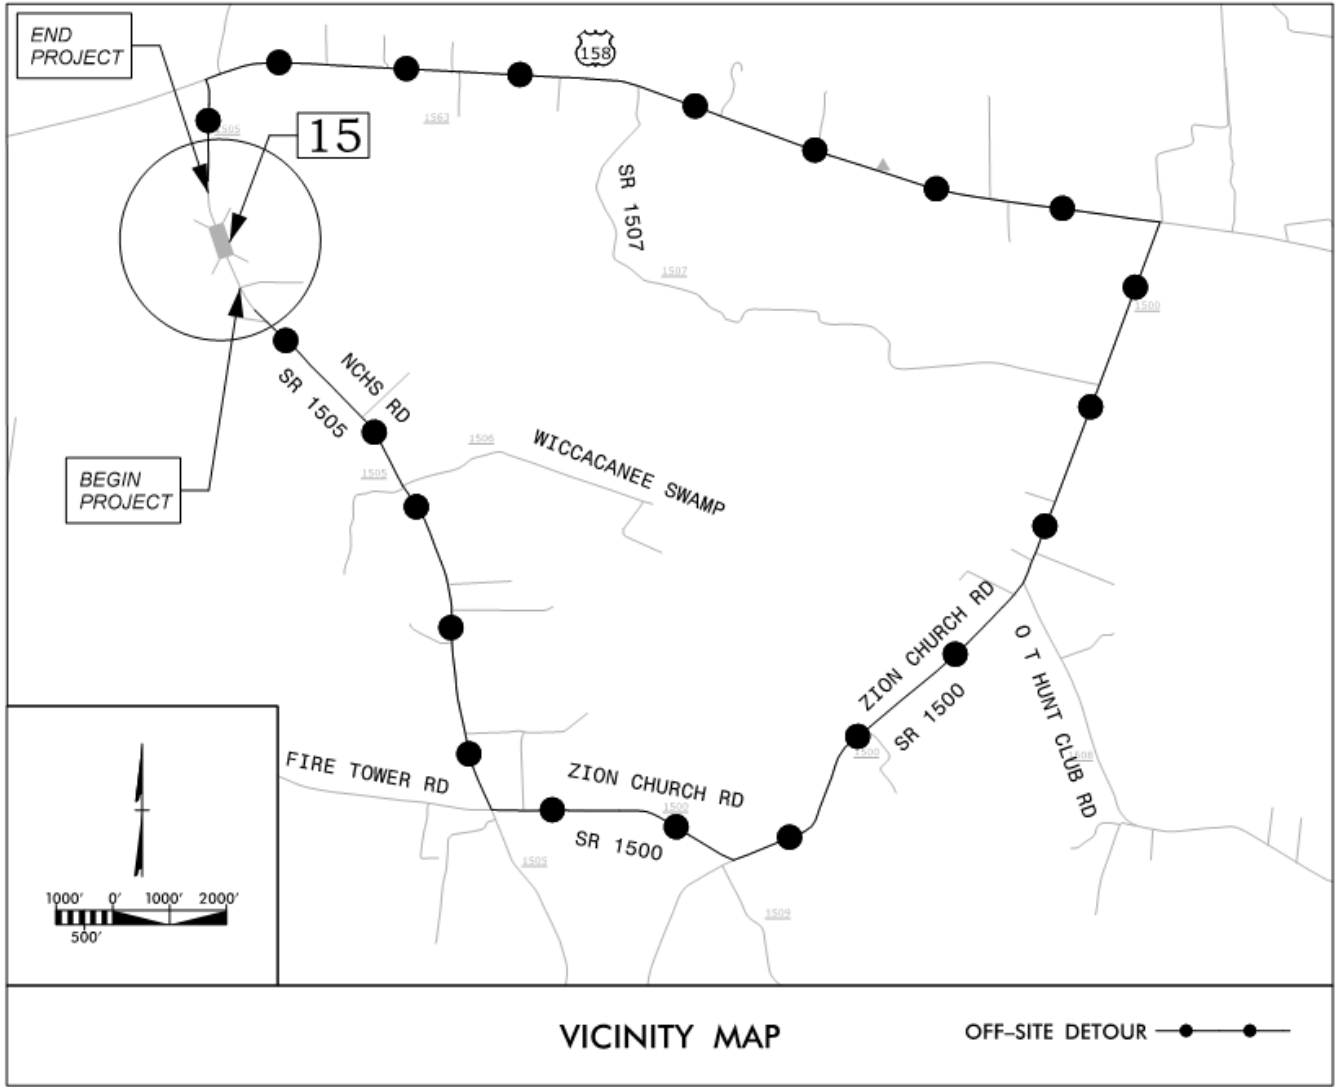 END
PROJECT
158
15
1505
1563
SR 1507
1507
1500
NCHS RD
SR 1505
1506
WICCACANEE SWAMP
1505
BEGIN
PROJECT
ZION CHURCH RD
SR 1500
O T HUNT CLUB RD
1500
1608
FIRE TOWER RD
ZION CHURCH RD
1500
SR 1500
1505
1509
1000' 0' 1000' 2000'
500'
VICINITY MAP
OFF-SITE DETOUR